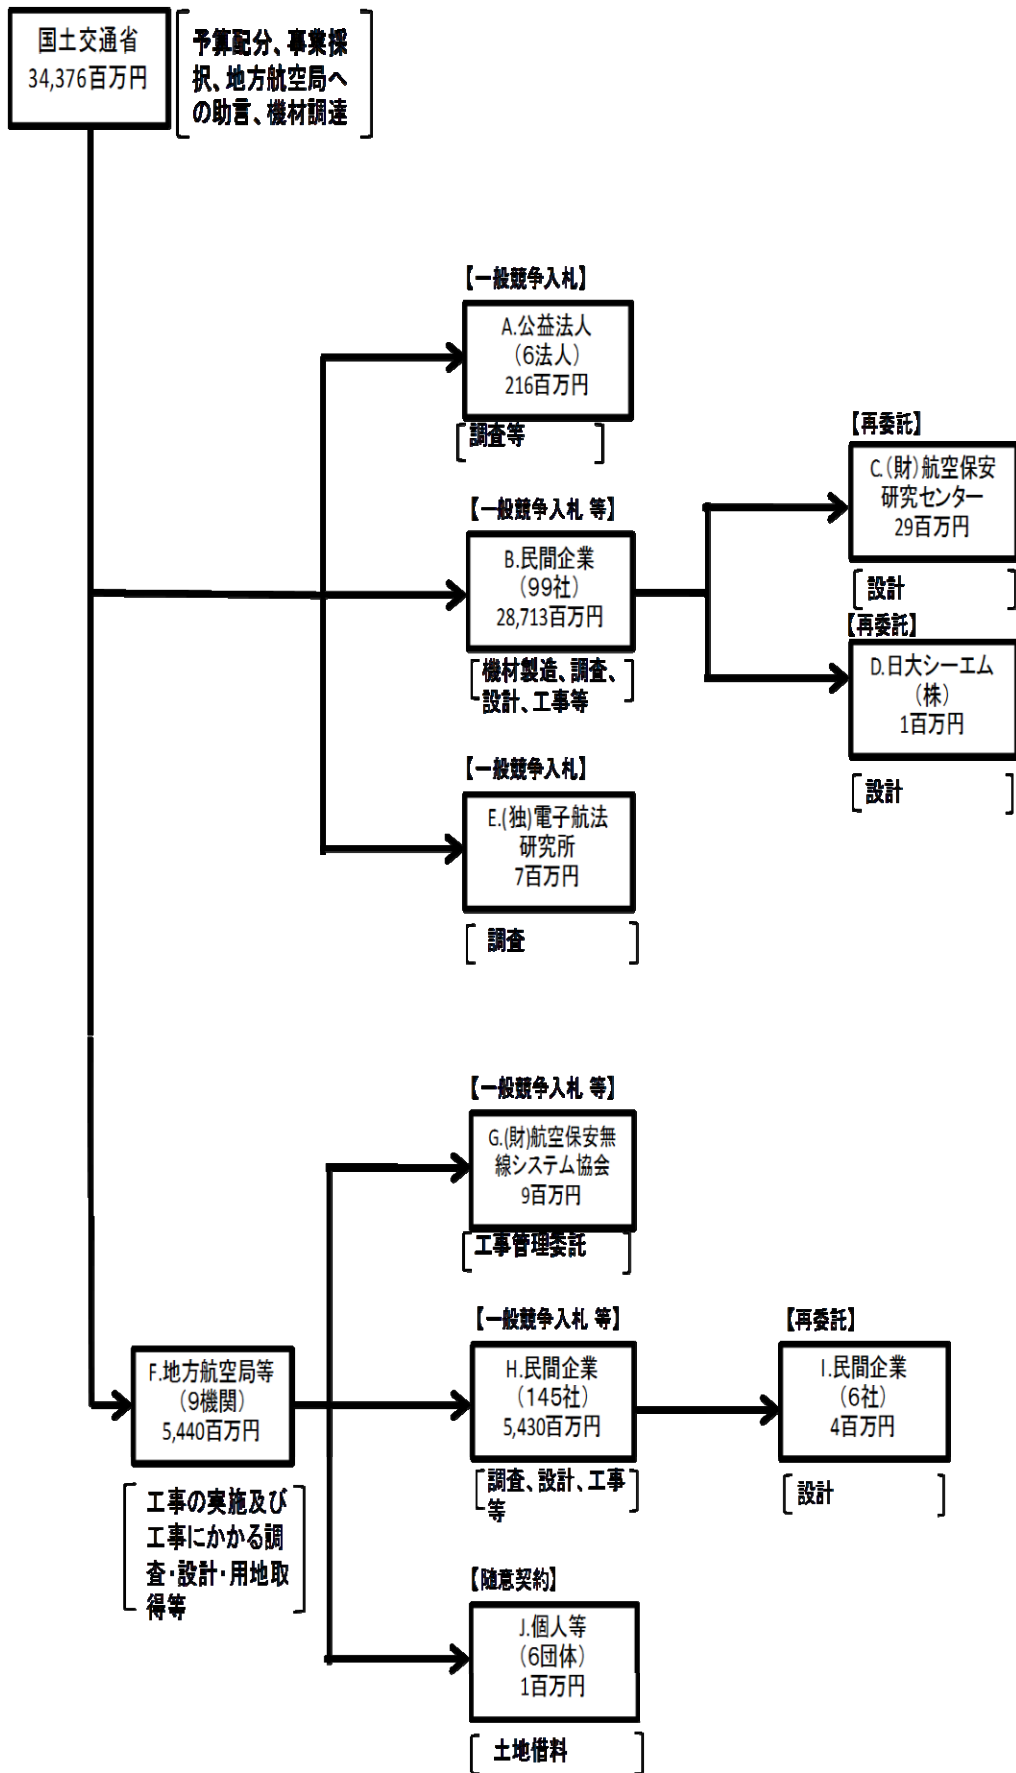 国土交通省
34,376百万円
予算配分、事業採
択、地方航空局へ
の助言、機材調達
【一般競争入札】
A.公益法人
（6法人）
216百万円
調査等
【一般競争入札 等】
B.民間企業
（99社）
28,713百万円
機材製造、調査、
設計、工事等
【再委託】
C.（財）航空保安
研究センター
29百万円
設計
【再委託】
D.日大シーエム
（株）
1百万円
設計
【一般競争入札】
E.(独)電子航法
研究所
7百万円
調査
F.地方航空局等
（9機関）
5,440百万円
工事の実施及び
工事にかかる調
査・設計・用地取
得等
【一般競争入札 等】
G.(財)航空保安無
線システム協会
9百万円
工事管理委託
【一般競争入札 等】
H.民間企業
（145社）
5,430百万円
調査、設計、工事
等
【再委託】
I.民間企業
（6社）
4百万円
設計
【随意契約】
J.個人等
（6団体）
1百万円
土地借料